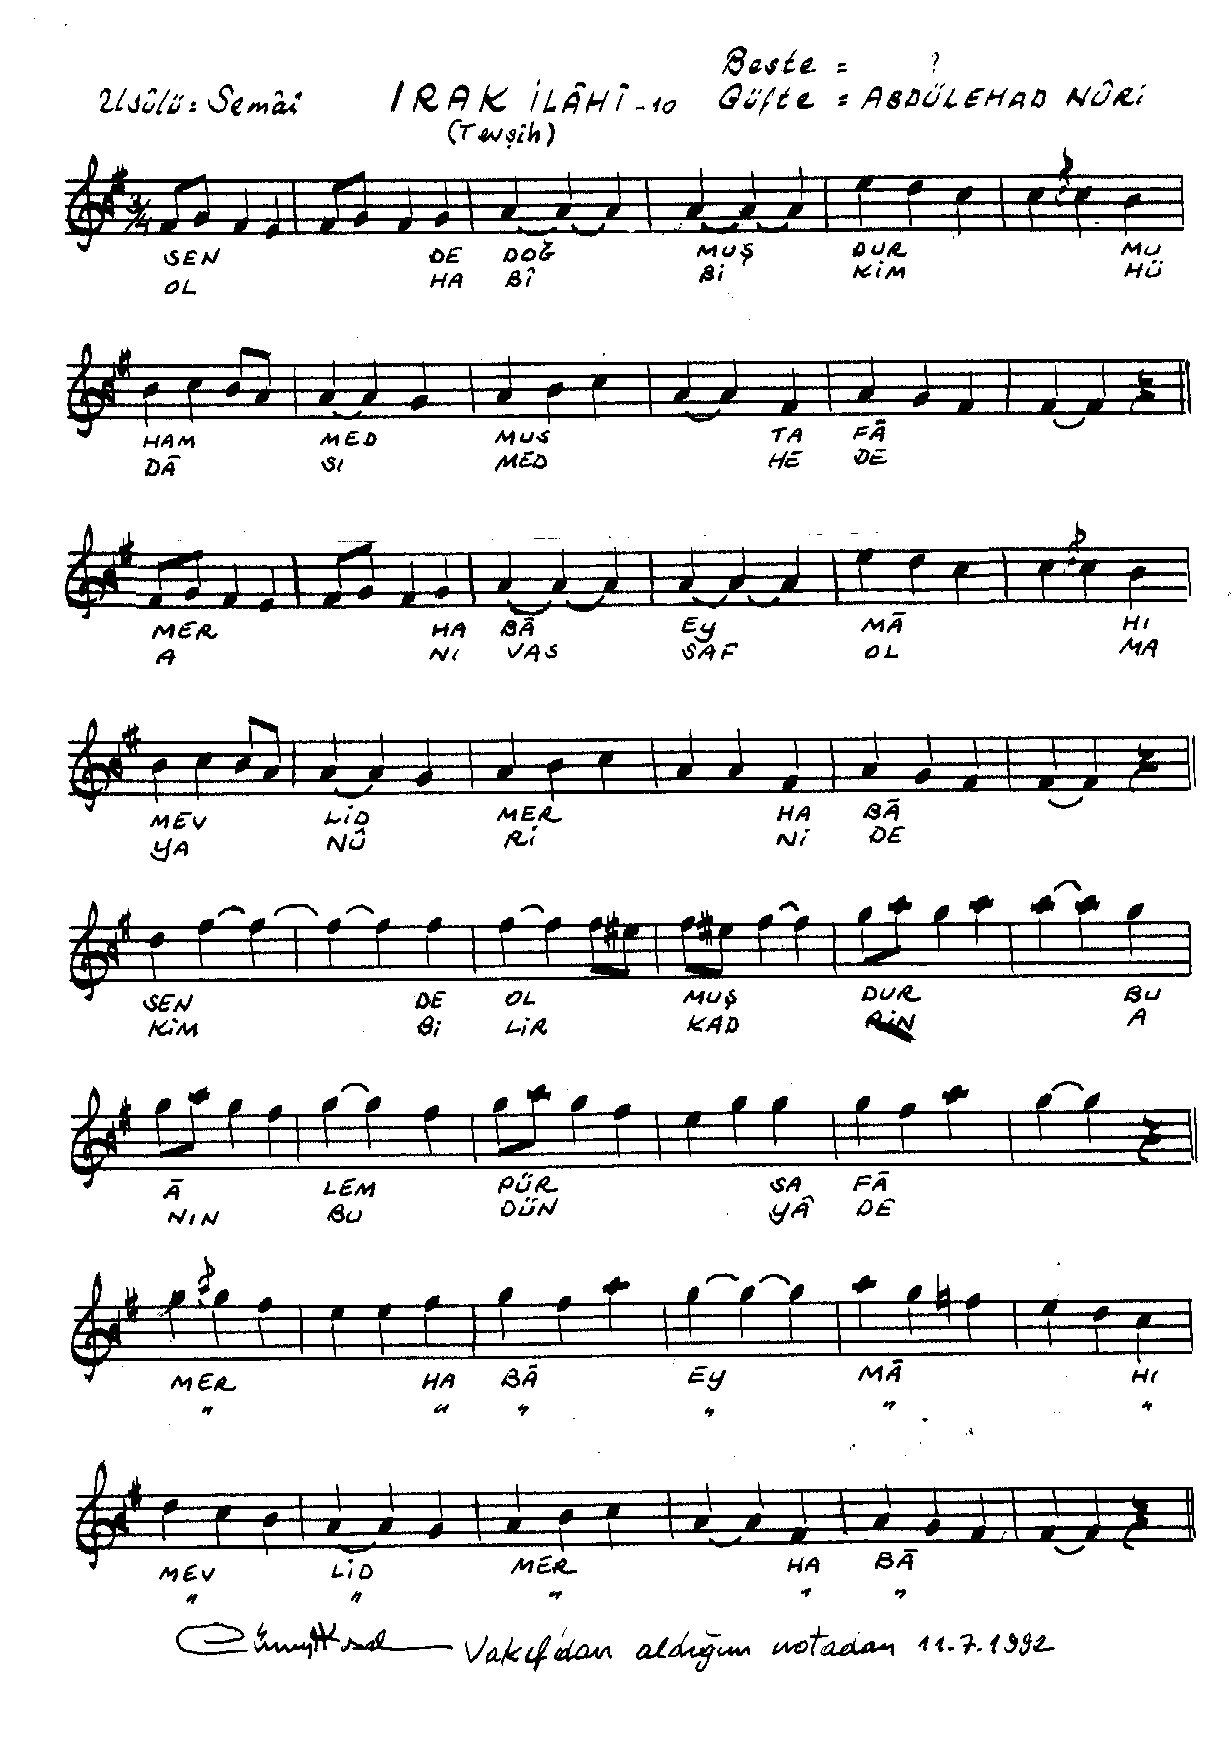 Beste = ?
Usûlü = Semâi IRAK İLÂHÎ -10 Güfte = ABDÜLEHAD NÛRİ
(Tevşih)
3/4
SEN DE DOĞ MUŞ DUR MU
OL HA BÎ Bİ KİM HÜ
HAM MED MUS TA FÂ
DÂ SI MED HE DE
MER HA BÂ EY MÂ HI
A NI VAS SAF OL MA
MEV LİD MER HA BÂ
YA NÛ Rİ Nİ DE
SEN DE OL MUŞ DUR BU
KİM Bİ LİR KAD RİN A
Â LEM PÜR SA FÂ
NIN BU DÜN YÂ DE
MER HA BÂ EY MÂ HI
" " " " " "
MEV LİD MER HA BÂ
" " " " "
Vakıf'dan aldığım notadan 11.7.1992